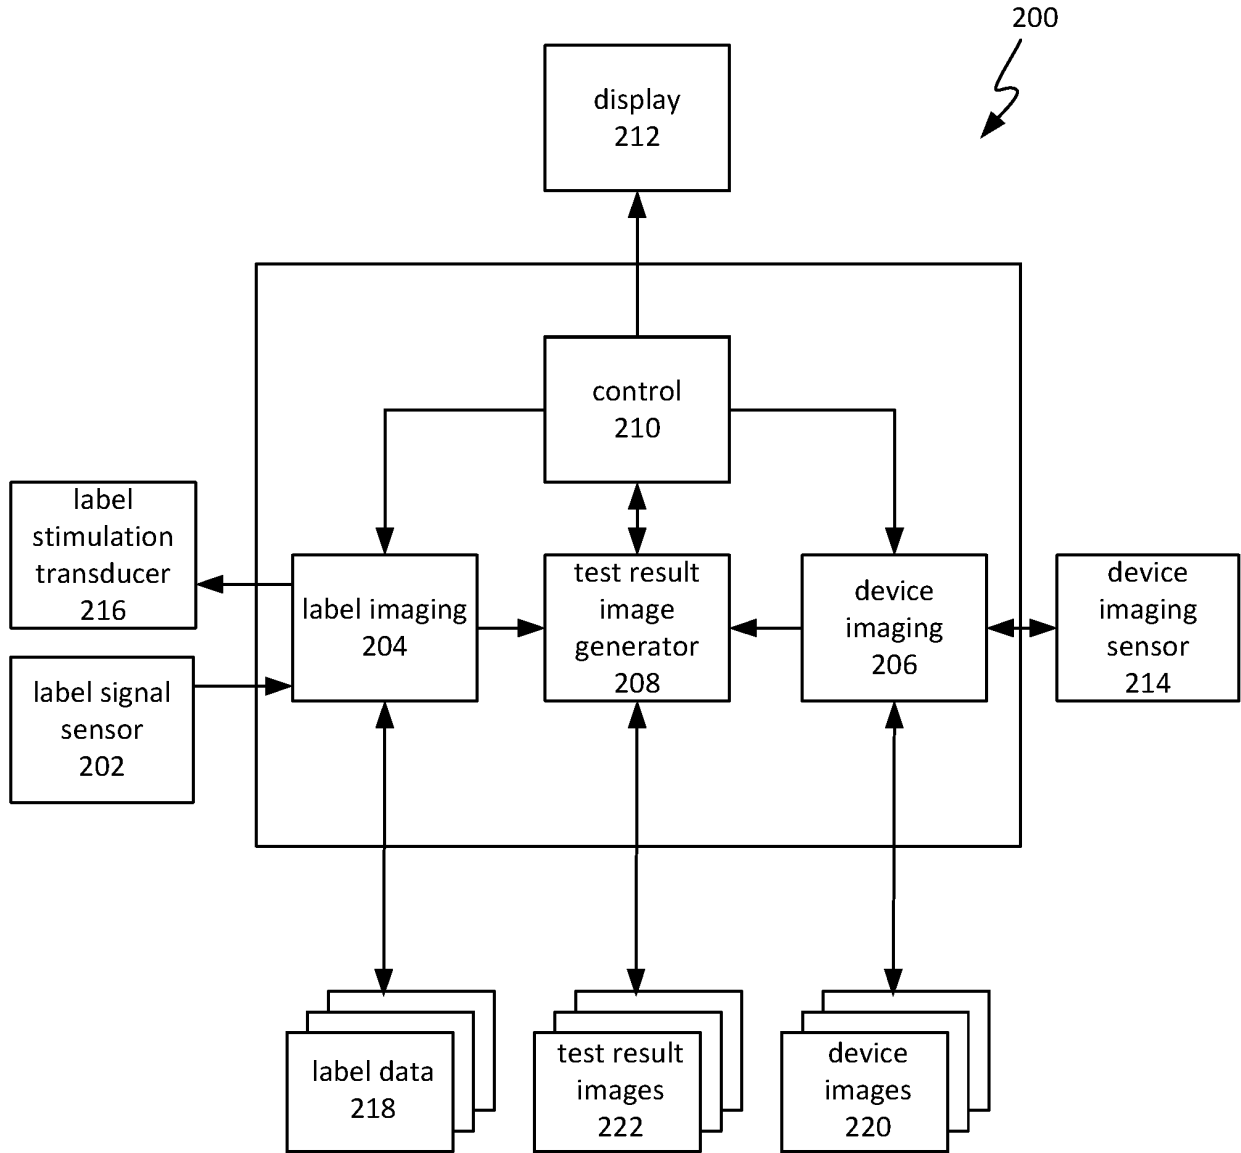 200
display
212
control
210
label
stimulation
transducer
216
label signal
sensor
202
label imaging
204
test result
image
generator
208
device
imaging
206
device
imaging
sensor
214
label data
218
test result
images
222
device
images
220